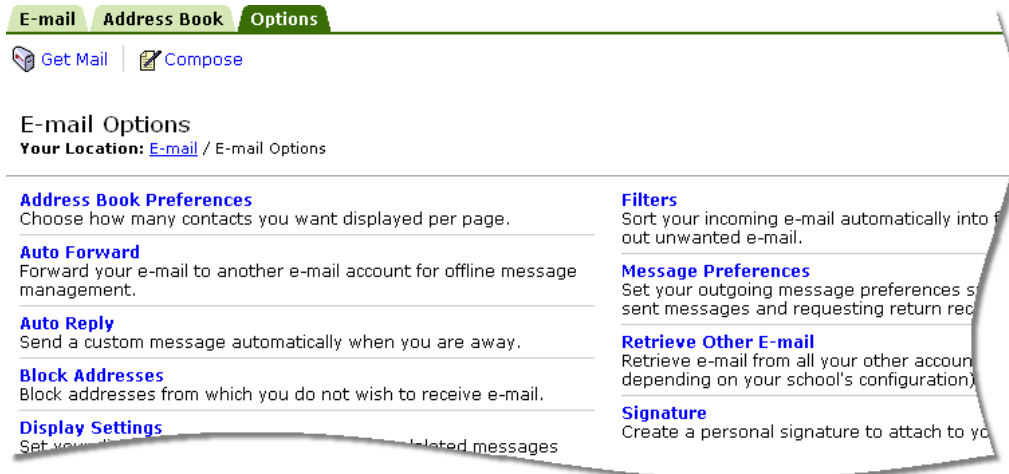 E-mail Address Book Options
Get Mail Compose
E-mail Options
Your Location: E-mail / E-mail Options
Address Book Preferences
Choose how many contacts you want displayed per page.
Auto Forward
Forward your e-mail to another e-mail account for offline message
management.
Auto Reply
Send a custom message automatically when you are away.
Block Addresses
Block addresses from which you do not wish to receive e-mail.
Display Settings
Set your deleted messages
Filters
Sort your incoming e-mail automatically into
out unwanted e-mail.
Message Preferences
Set your outgoing message preferences
sent messages and requesting return
Retrieve Other E-mail
Retrieve e-mail from all your other
depending on your school's configuration)
Signature
Create a personal signature to attach to